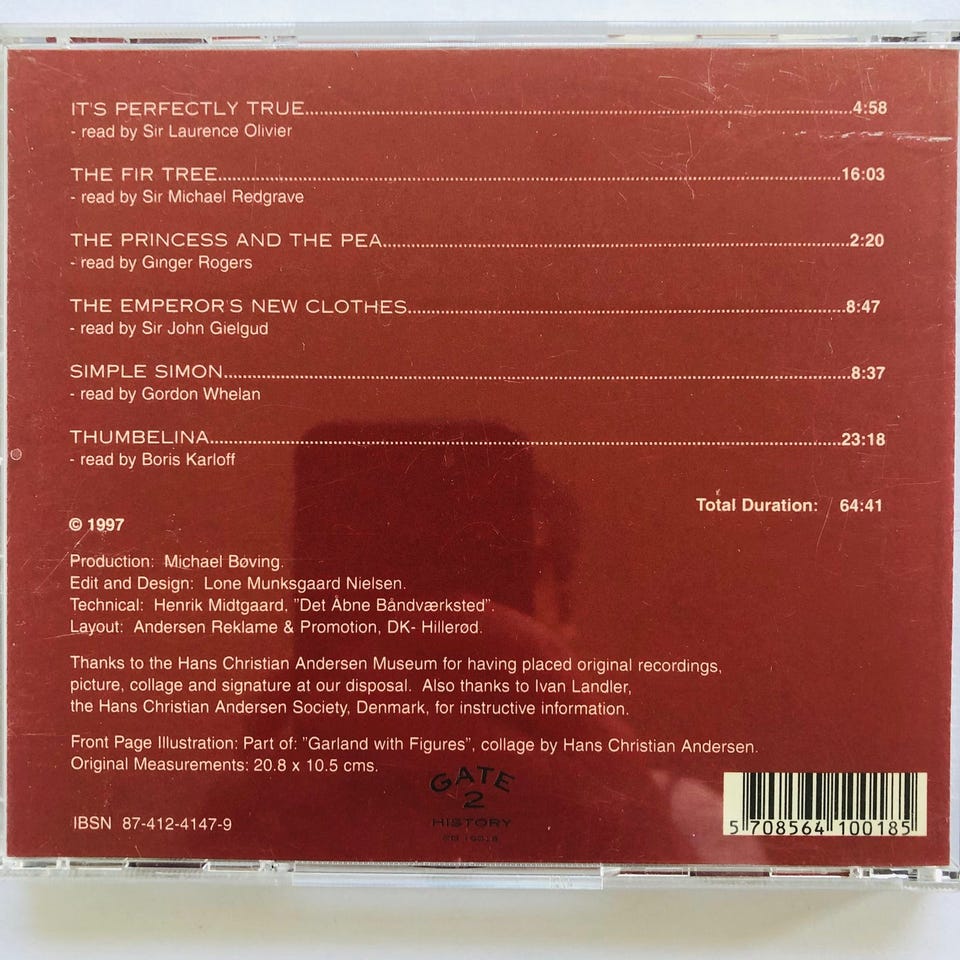 IT'S PERFECTLY TRUE 4:58
- read by Sir Laurence Olivier
THE FIR TREE 16:03
- read by Sir Michael Redgrave
THE PRINCESS AND THE PEA 2:20
- read by Ginger Rogers
THE EMPEROR'S NEW CLOTHES 8:47
- read by Sir John Gielgud
SIMPLE SIMON 8:37
- read by Gordon Whelan
THUMBELINA 23:18
- read by Boris Karloff
Total Duration: 64:41
© 1997
Production: Michael Bøving.
Edit and Design: Lone Munksgaard Nielsen.
Technical: Henrik Midtgaard, "Det Åbne Båndværksted".
Layout: Andersen Reklame & Promotion, DK- Hillerød.
Thanks to the Hans Christian Andersen Museum for having placed original recordings,
picture, collage and signature at our disposal. Also thanks to Ivan Landler,
the Hans Christian Andersen Society, Denmark, for instructive information.
Front Page Illustration: Part of: "Garland with Figures", collage by Hans Christian Andersen.
Original Measurements: 20.8 x 10.5 cms.
GATE
2
HISTORY
IBSN 87-412-4147-9
5 708564 100185